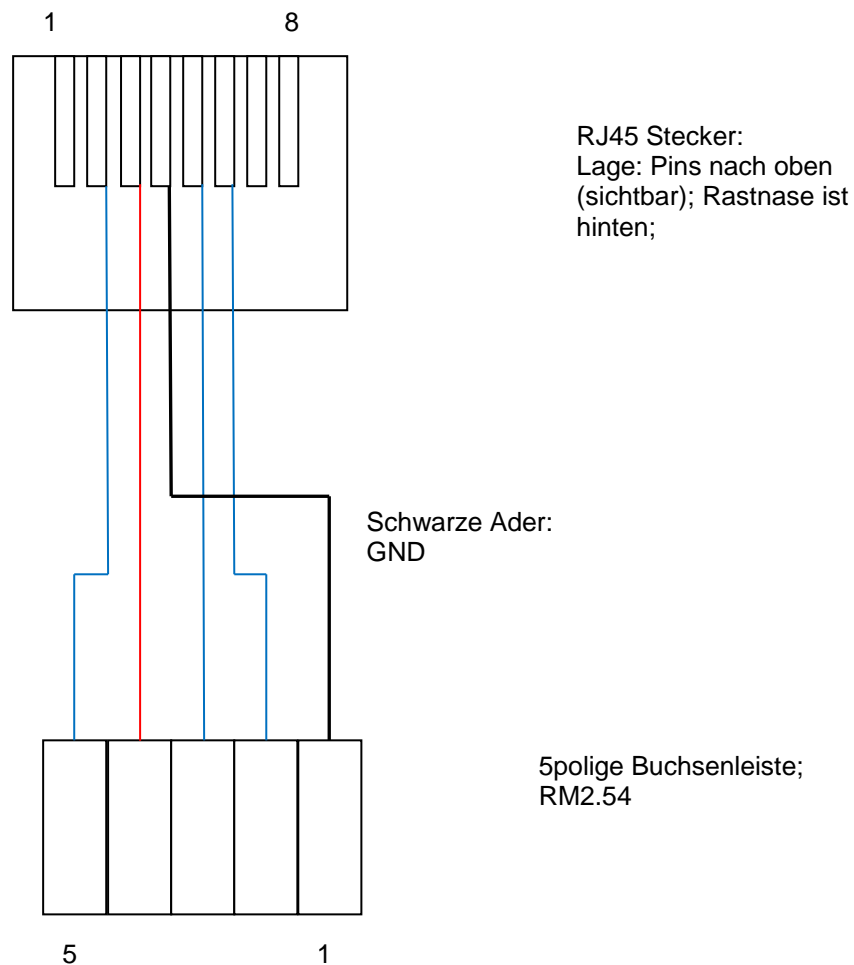 1
8
RJ45 Stecker:
Lage: Pins nach oben
(sichtbar); Rastnase ist
hinten;
Schwarze Ader:
GND
5polige Buchsenleiste;
RM2.54
5
1